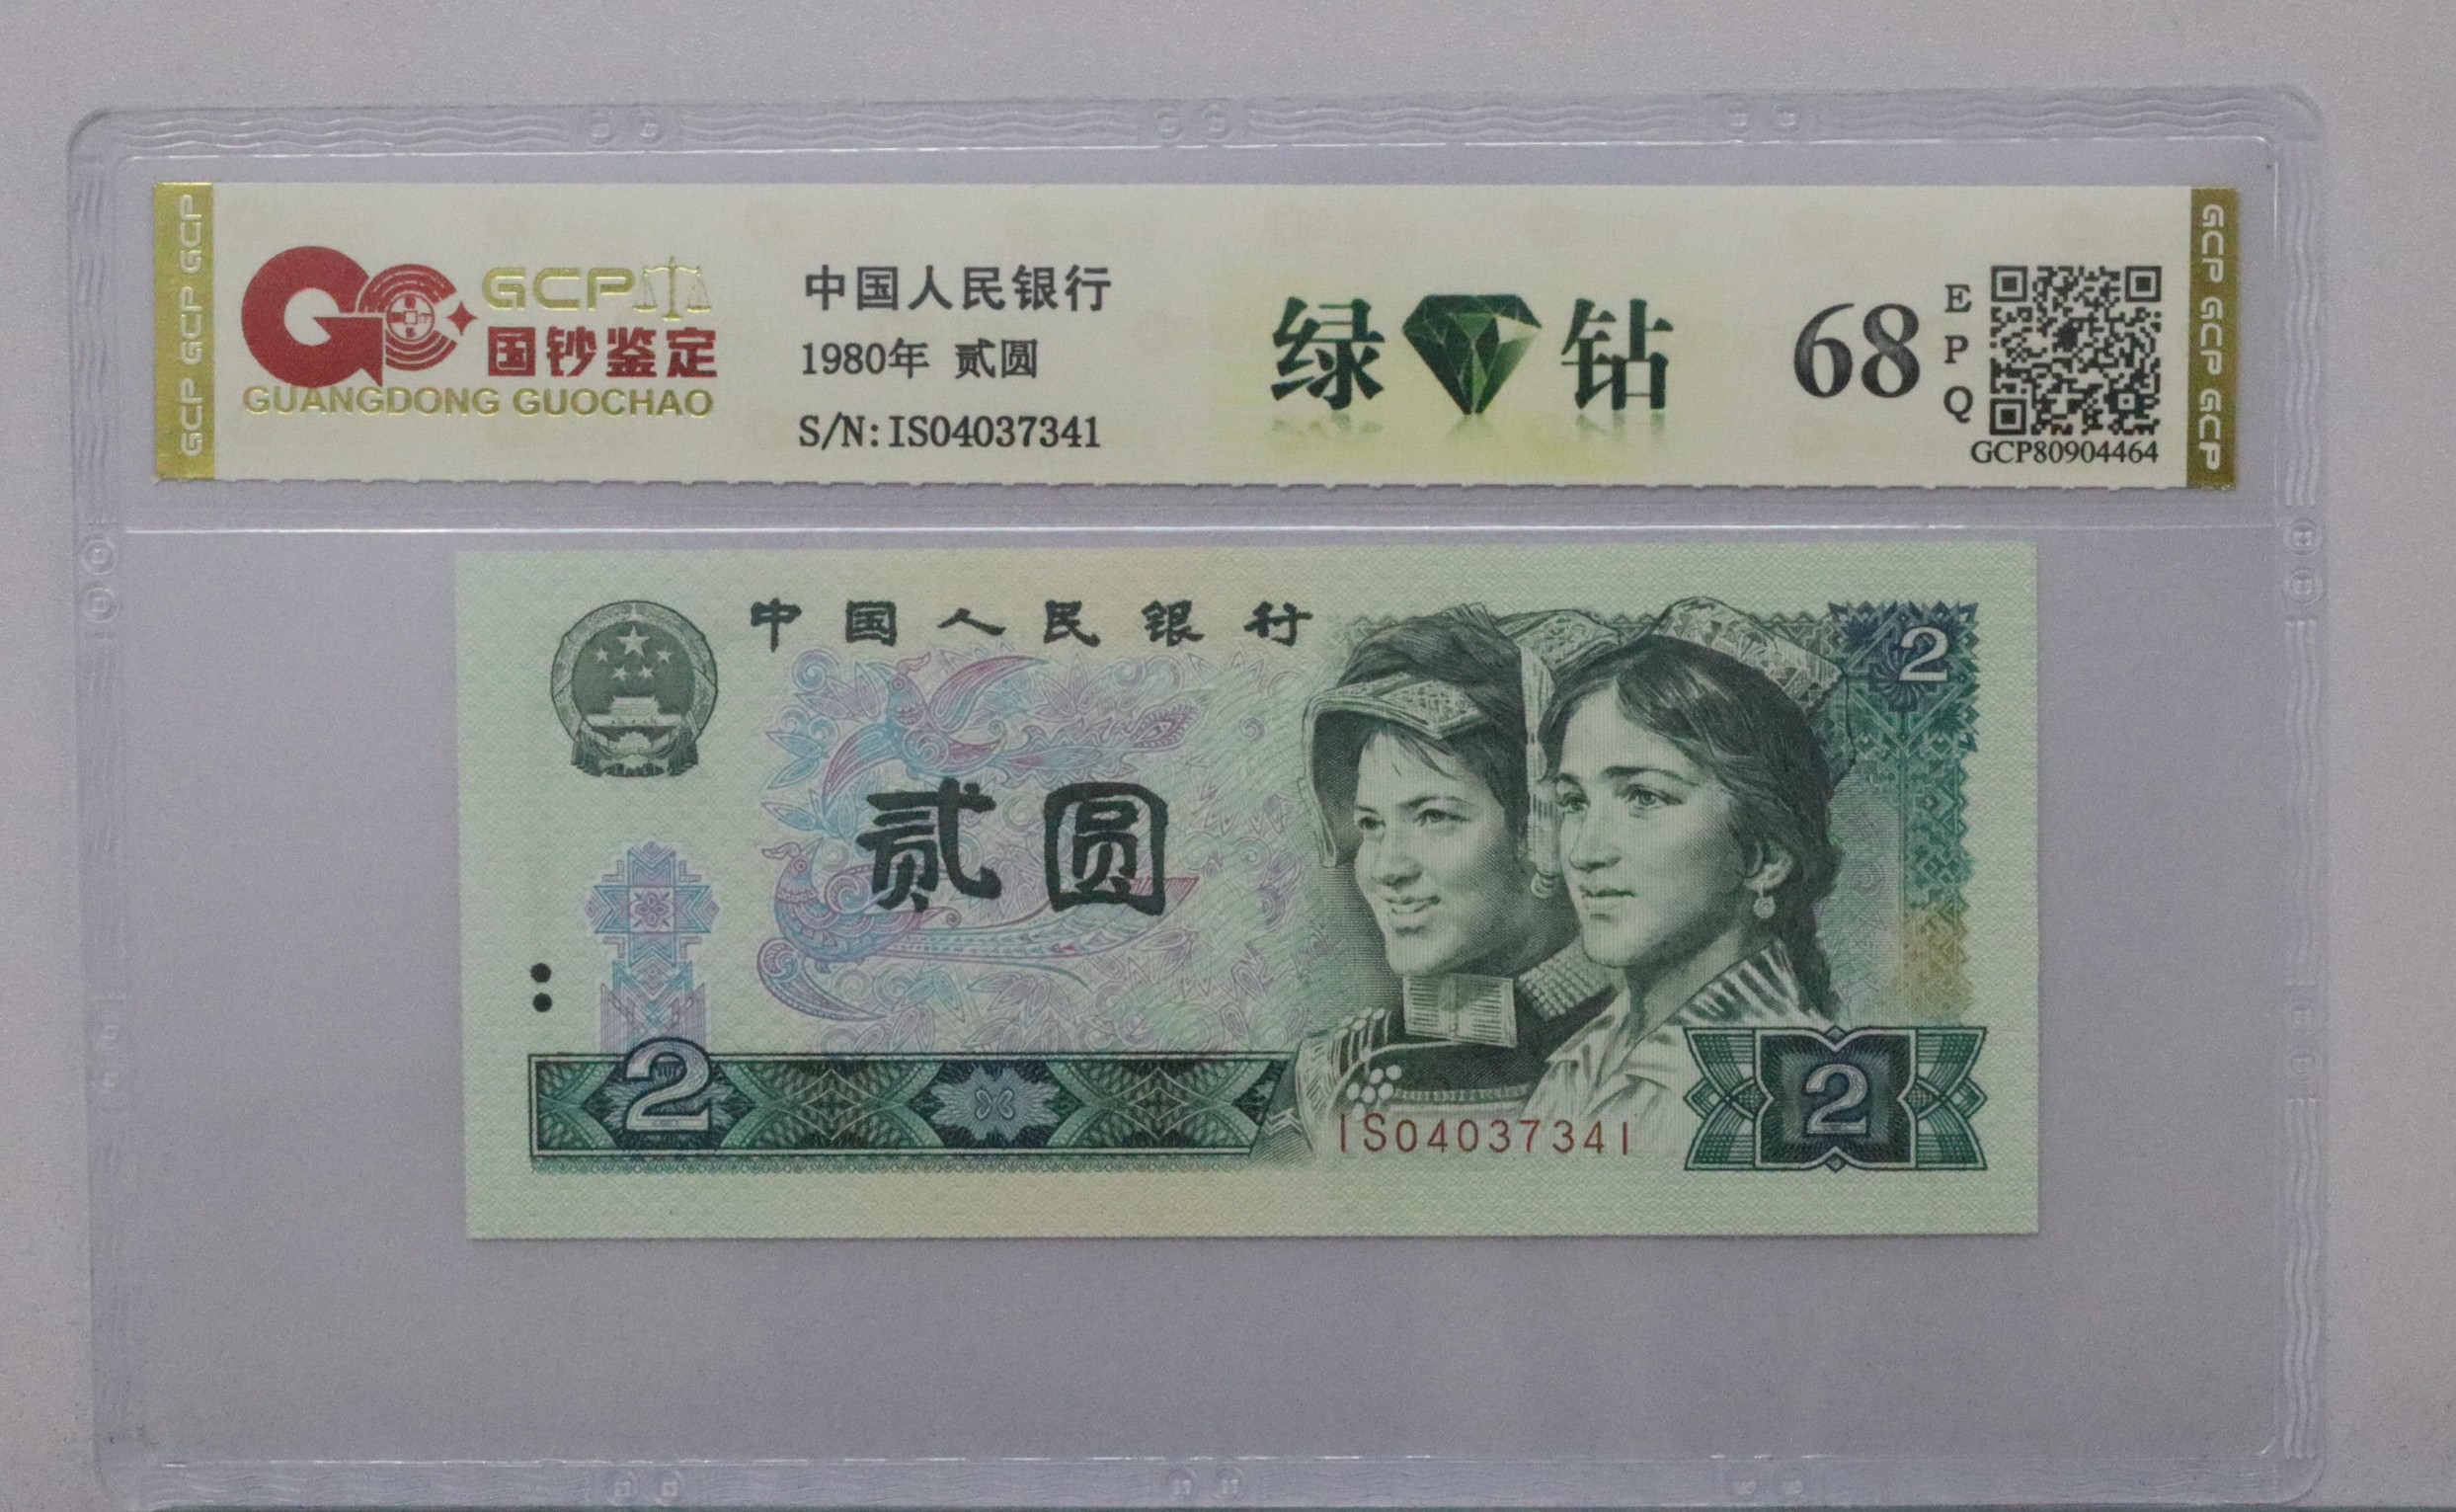 GCP GCP GCP
GCP
国钞鉴定
GUANGDONG GUOCHAO
中国人民银行
1980年 贰圆
S/N:IS04037341
绿 钻
68
EPQ
GCP80904464
GCP GCP GCP
中国人民银行
2
贰圆
2
IS04037341
2